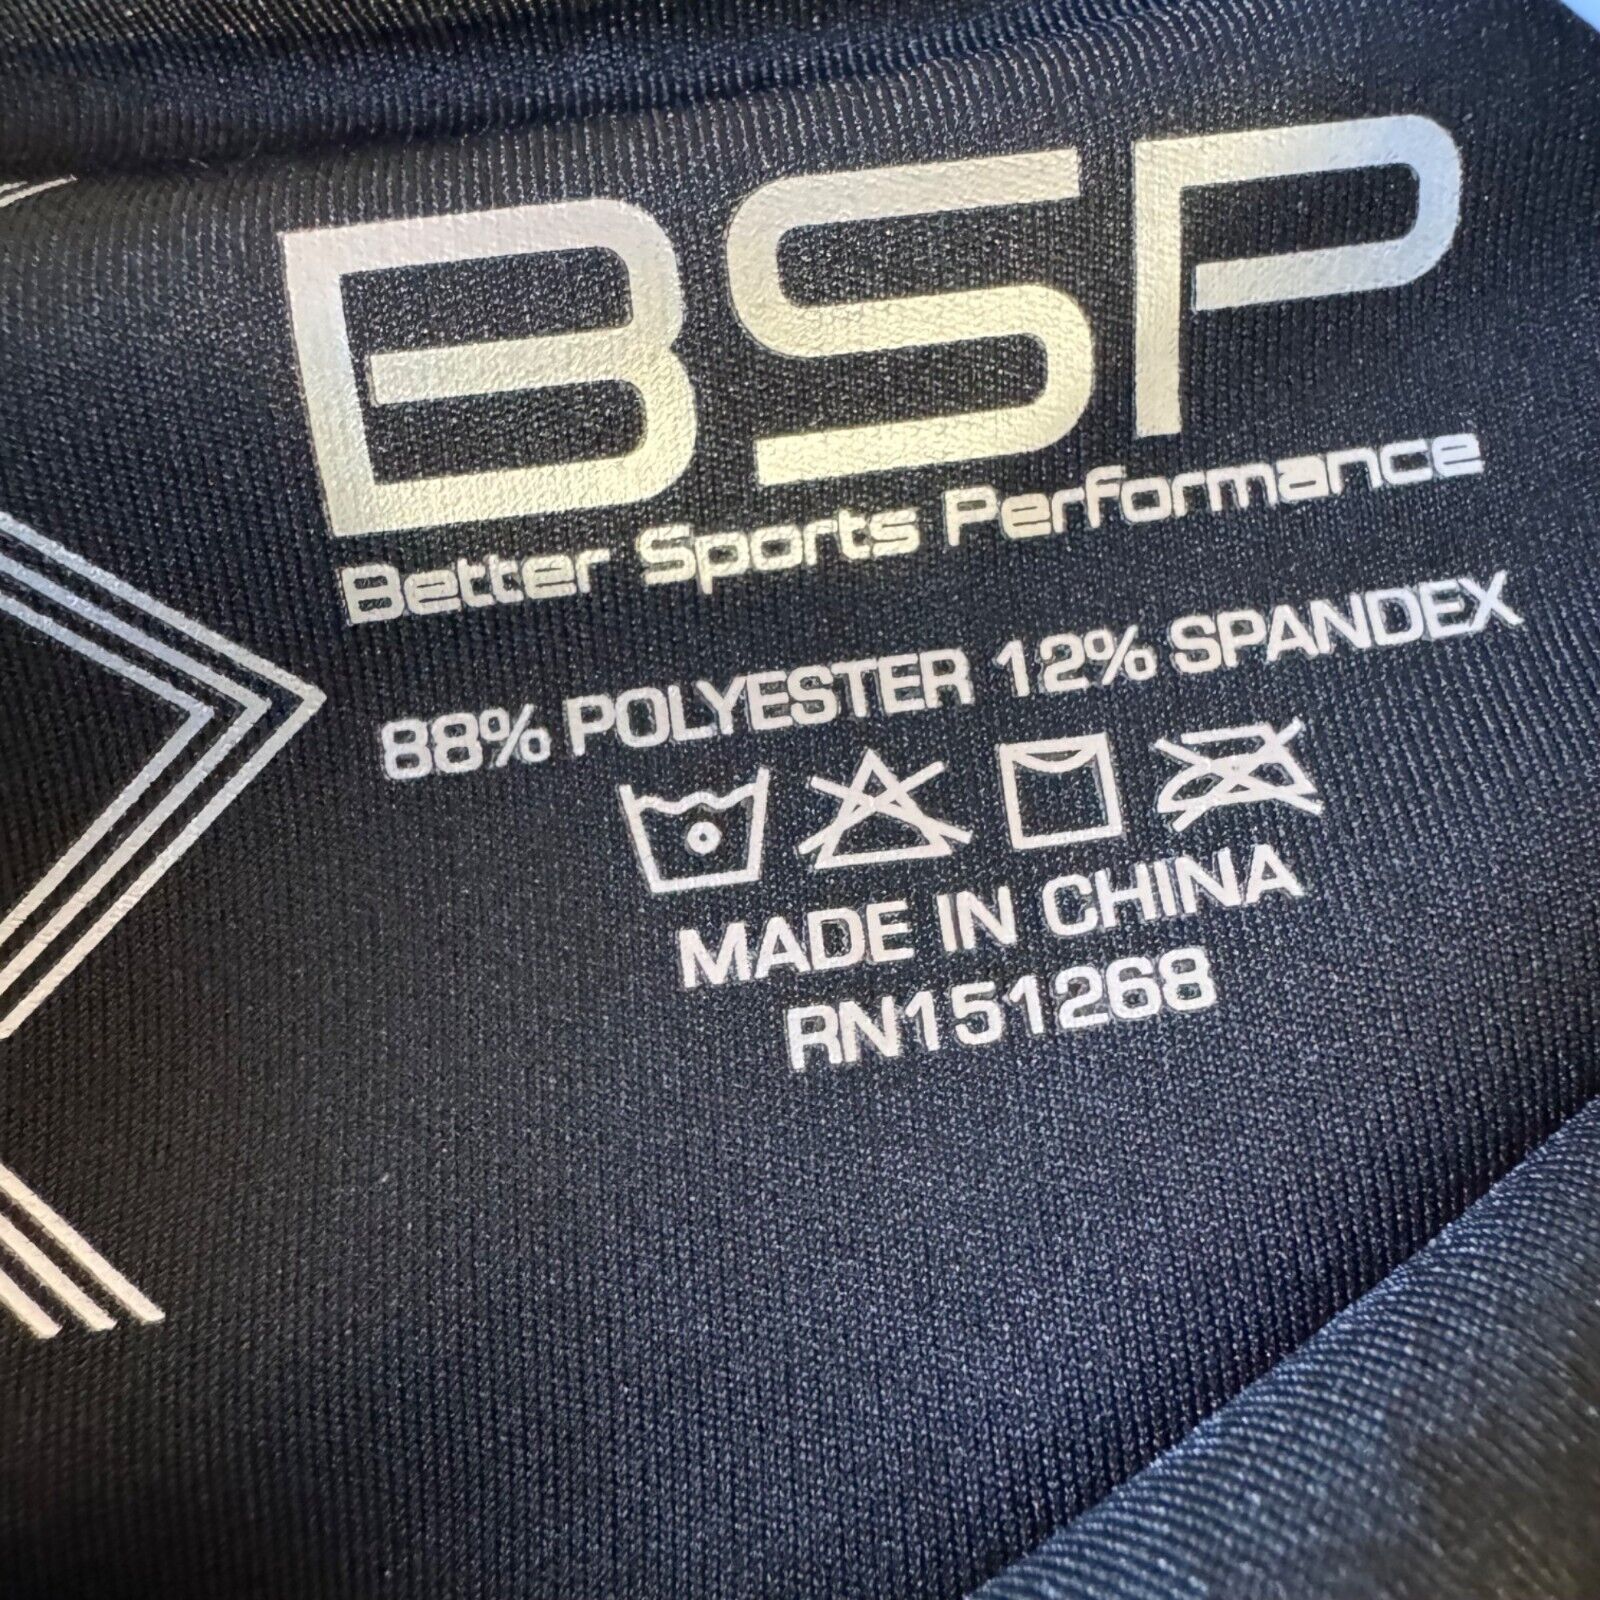 BSP
Better Sports Performance
88% POLYESTER 12% SPANDEX
MADE IN CHINA
RN151268